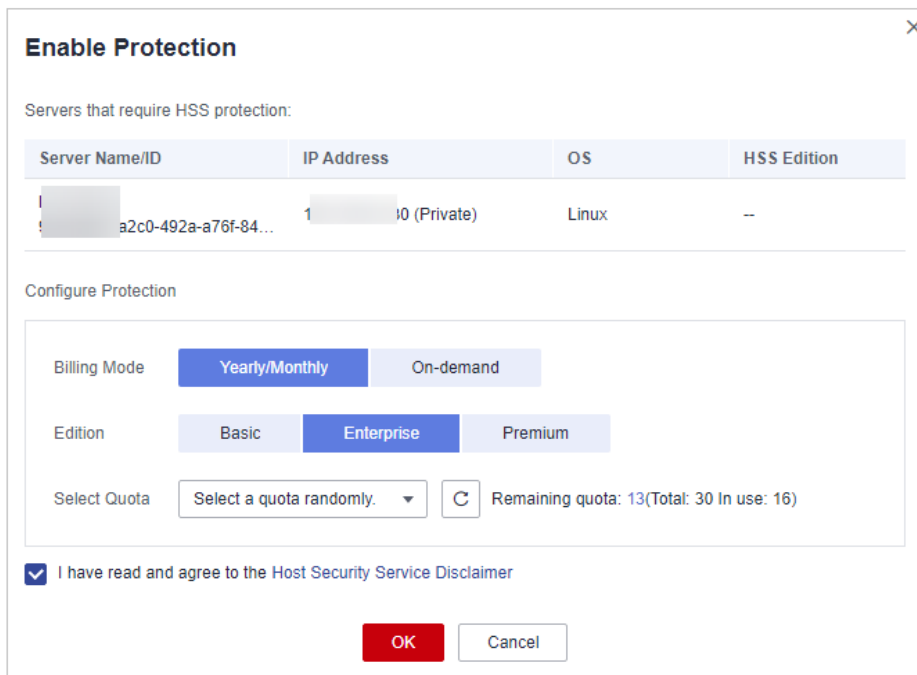 Enable Protection
Servers that require HSS protection:
Server Name/ID IP Address OS HSS Edition
a2c0-492a-a76f-84... (Private) Linux --
Configure Protection
Billing Mode Yearly/Monthly On-demand
Edition Basic Enterprise Premium
Select Quota Select a quota randomly. Remaining quota: 13(Total: 30 In use: 16)
I have read and agree to the Host Security Service Disclaimer
OK Cancel